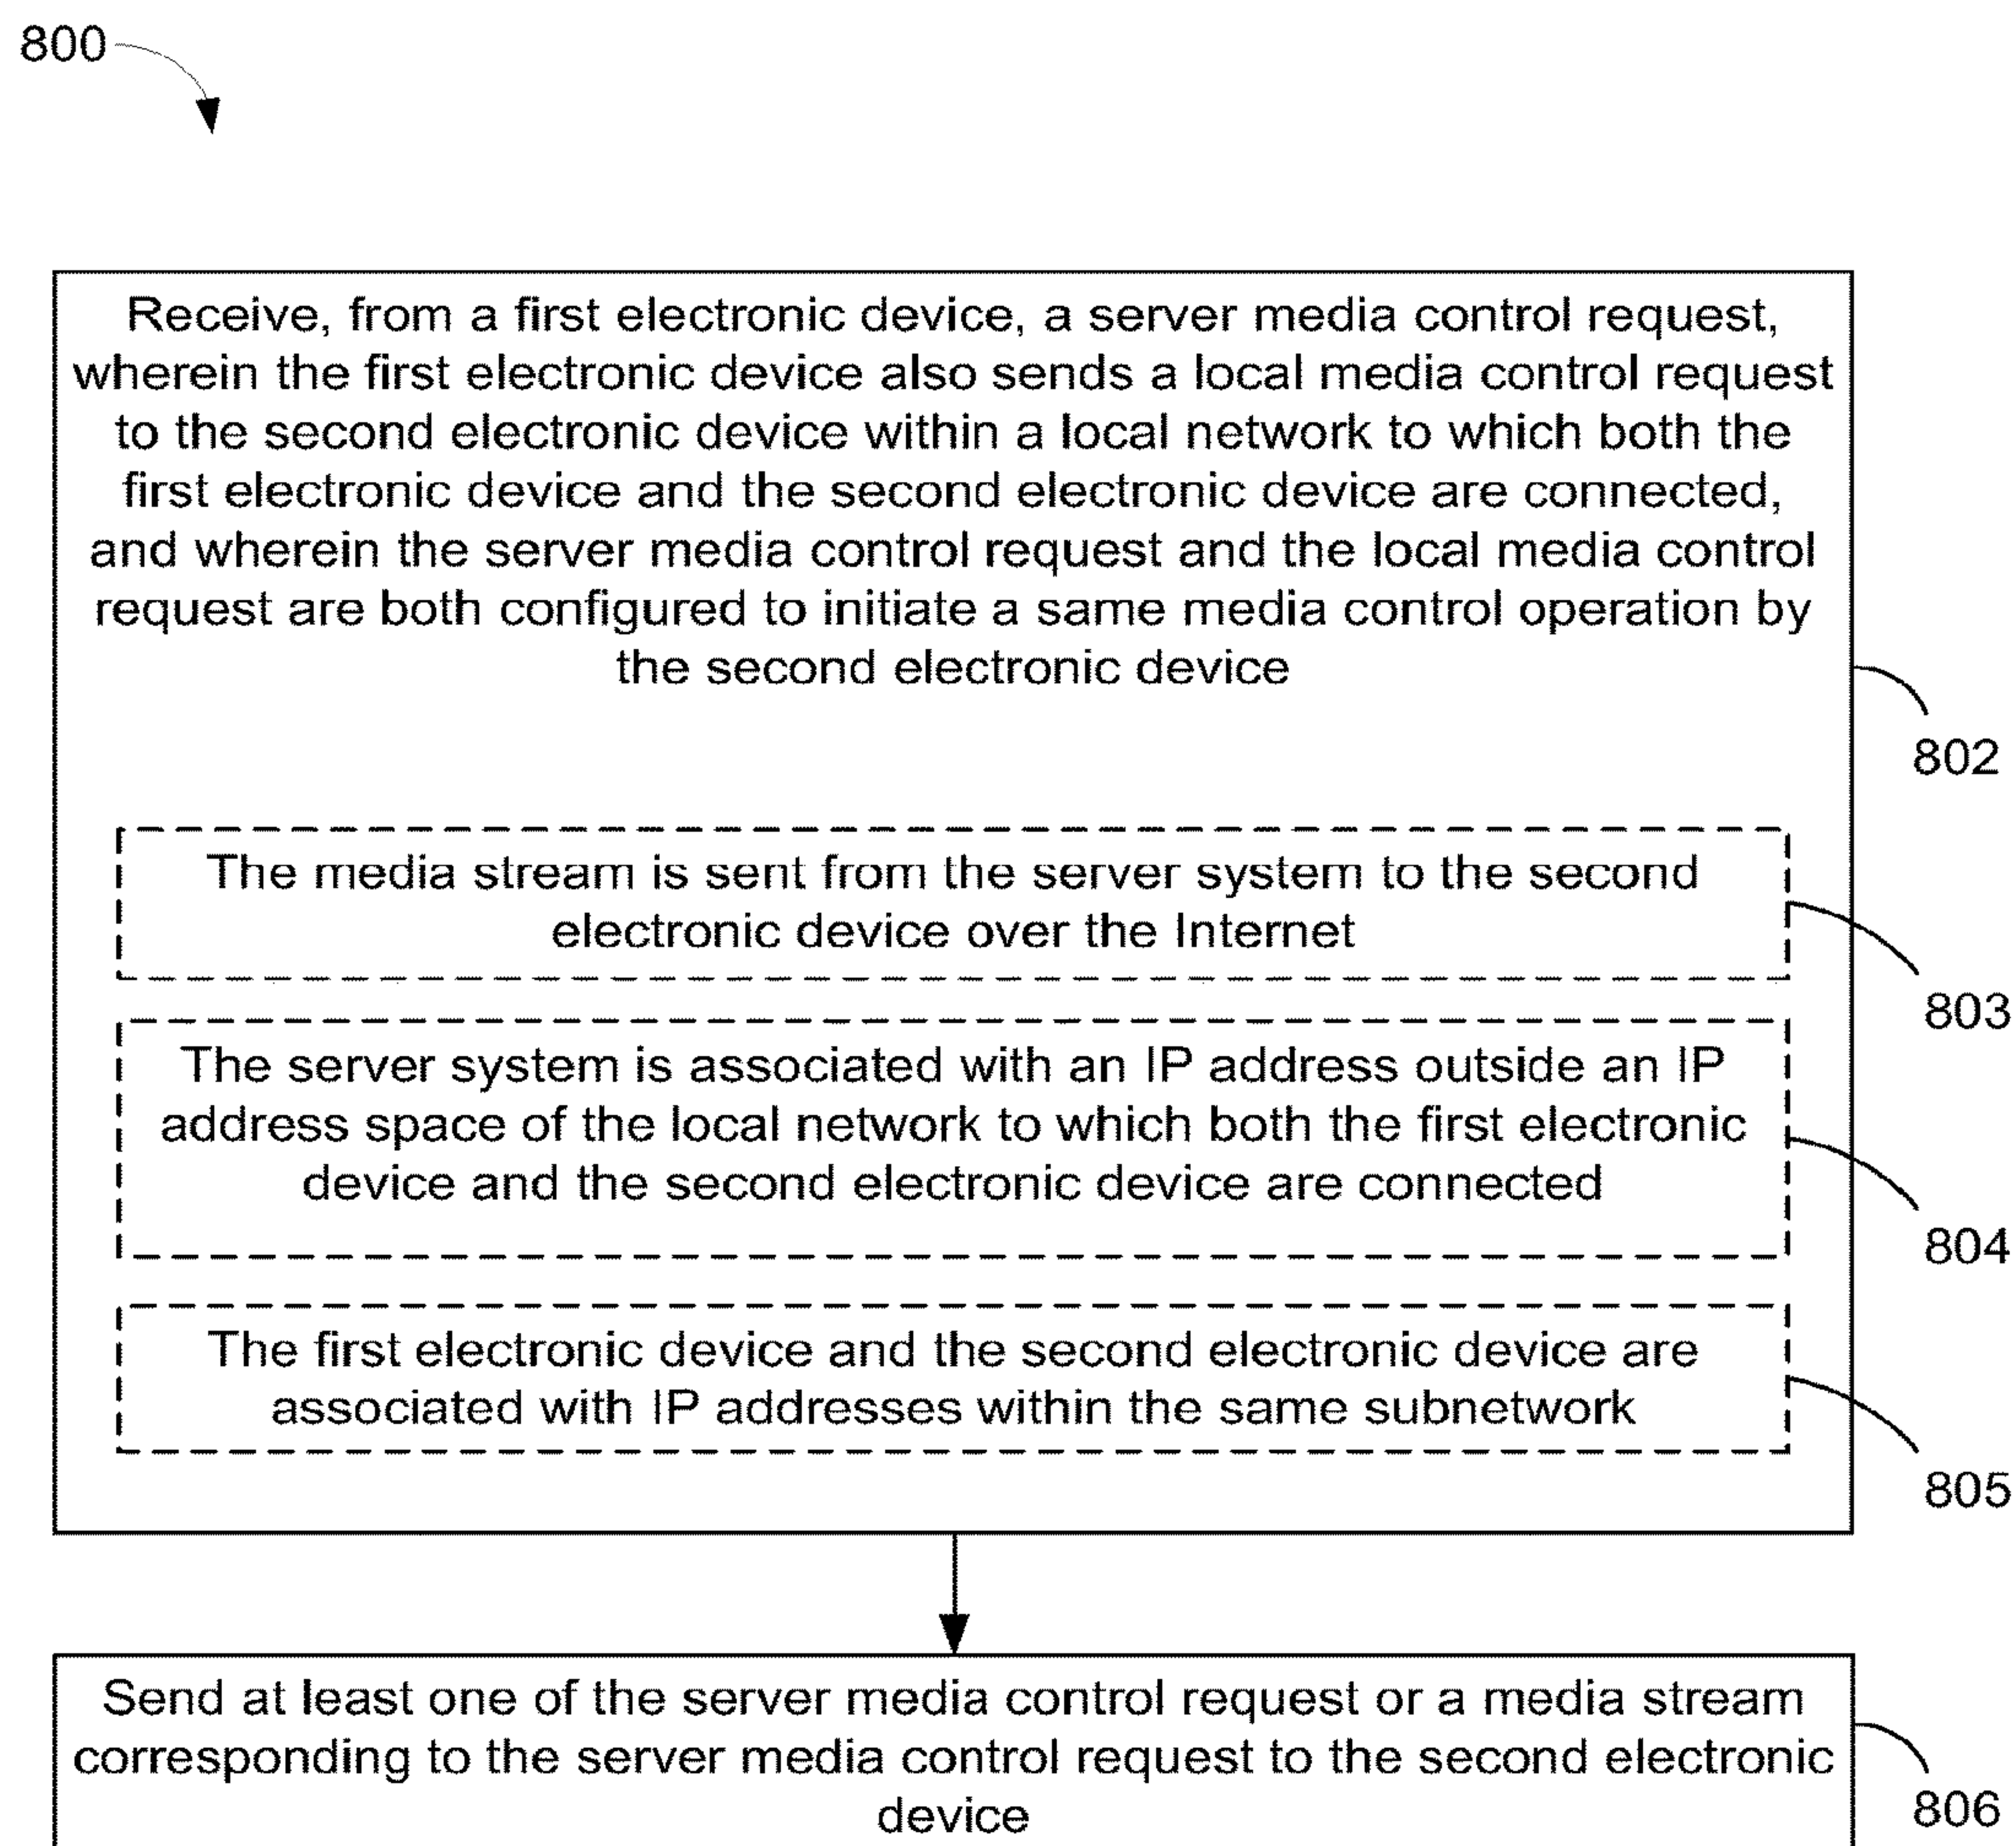 800
Receive, from a first electronic device, a server media control request,
wherein the first electronic device also sends a local media control request
to the second electronic device within a local network to which both the
first electronic device and the second electronic device are connected,
and wherein the server media control request and the local media control
request are both configured to initiate a same media control operation by
the second electronic device
802
The media stream is sent from the server system to the second
electronic device over the Internet
803
The server system is associated with an IP address outside an IP
address space of the local network to which both the first electronic
device and the second electronic device are connected
804
The first electronic device and the second electronic device are
associated with IP addresses within the same subnetwork
805
Send at least one of the server media control request or a media stream
corresponding to the server media control request to the second electronic
device
806